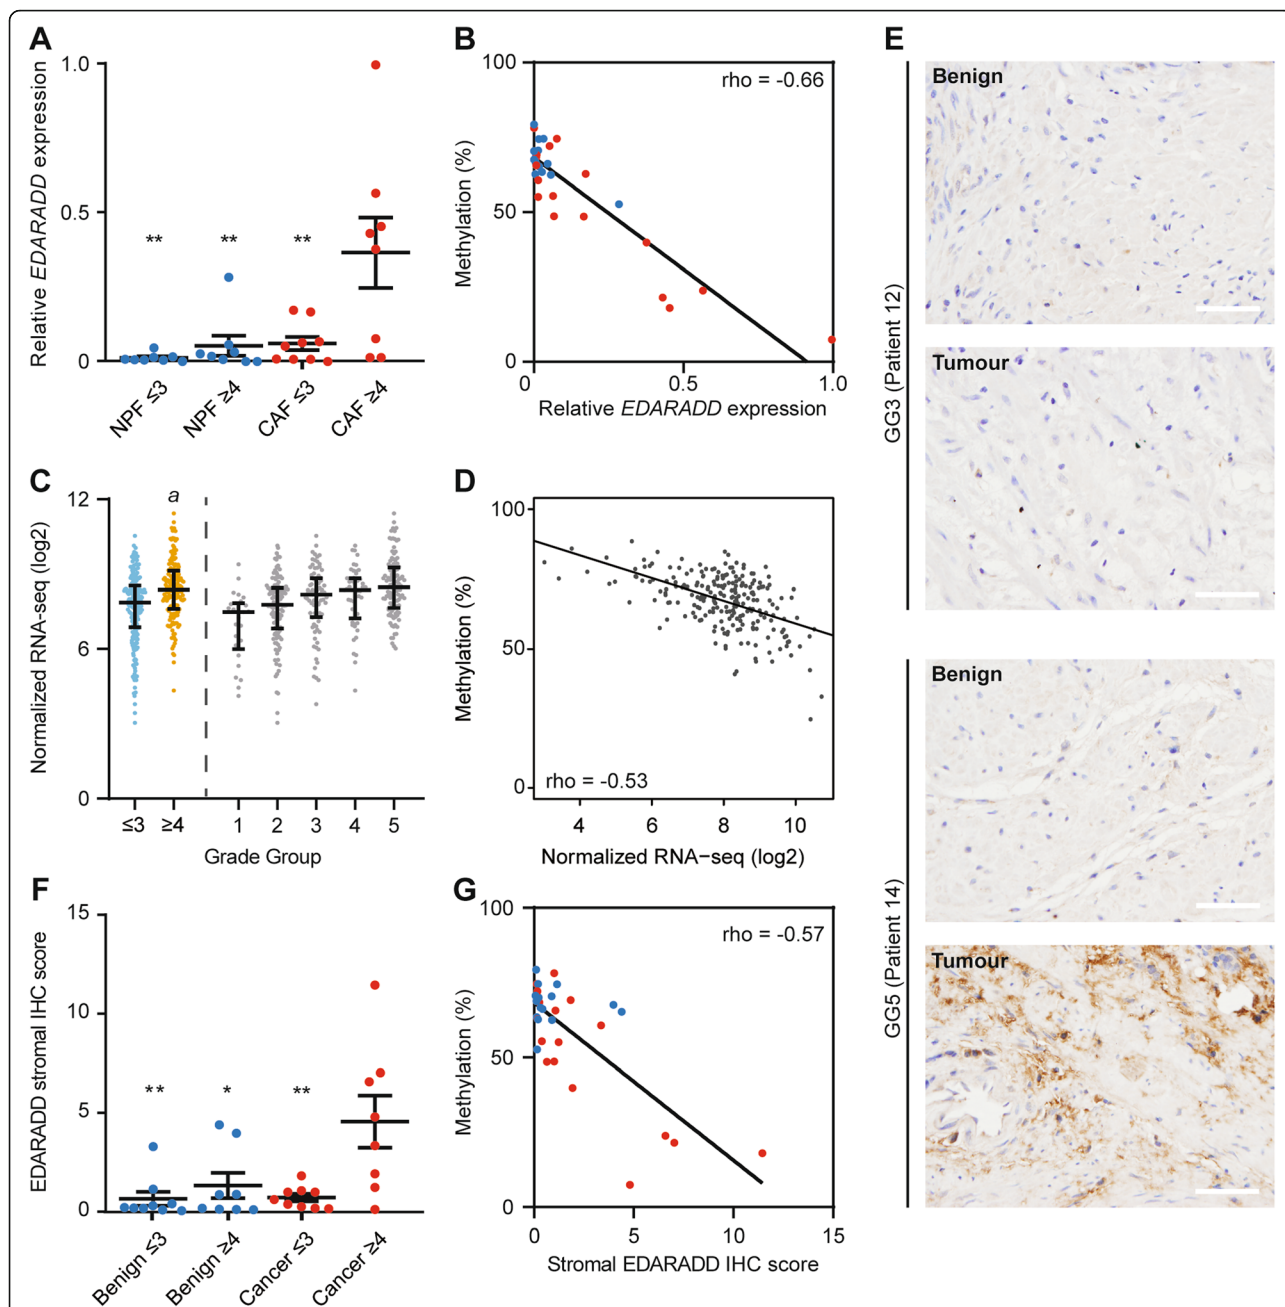 A
Relative EDARADD expression
1.0
0.5
0
**
**
**
NPF ≤3
NPF ≥4
CAF ≤3
CAF ≥4
B
Methylation (%)
100
50
0
rho = -0.66
0
0.5
1.0
Relative EDARADD expression
C
Normalized RNA-seq (log2)
12
6
0
a
≤3
≥4
1
2
3
4
5
Grade Group
D
Methylation (%)
100
50
0
rho = -0.53
4
6
8
10
Normalized RNA−seq (log2)
E
GG3 (Patient 12)
Benign
Tumour
GG5 (Patient 14)
Benign
Tumour
F
EDARADD stromal IHC score
15
10
5
0
**
*
**
Benign ≤3
Benign ≥4
Cancer ≤3
Cancer ≥4
G
Methylation (%)
100
50
0
rho = -0.57
0
5
10
15
Stromal EDARADD IHC score